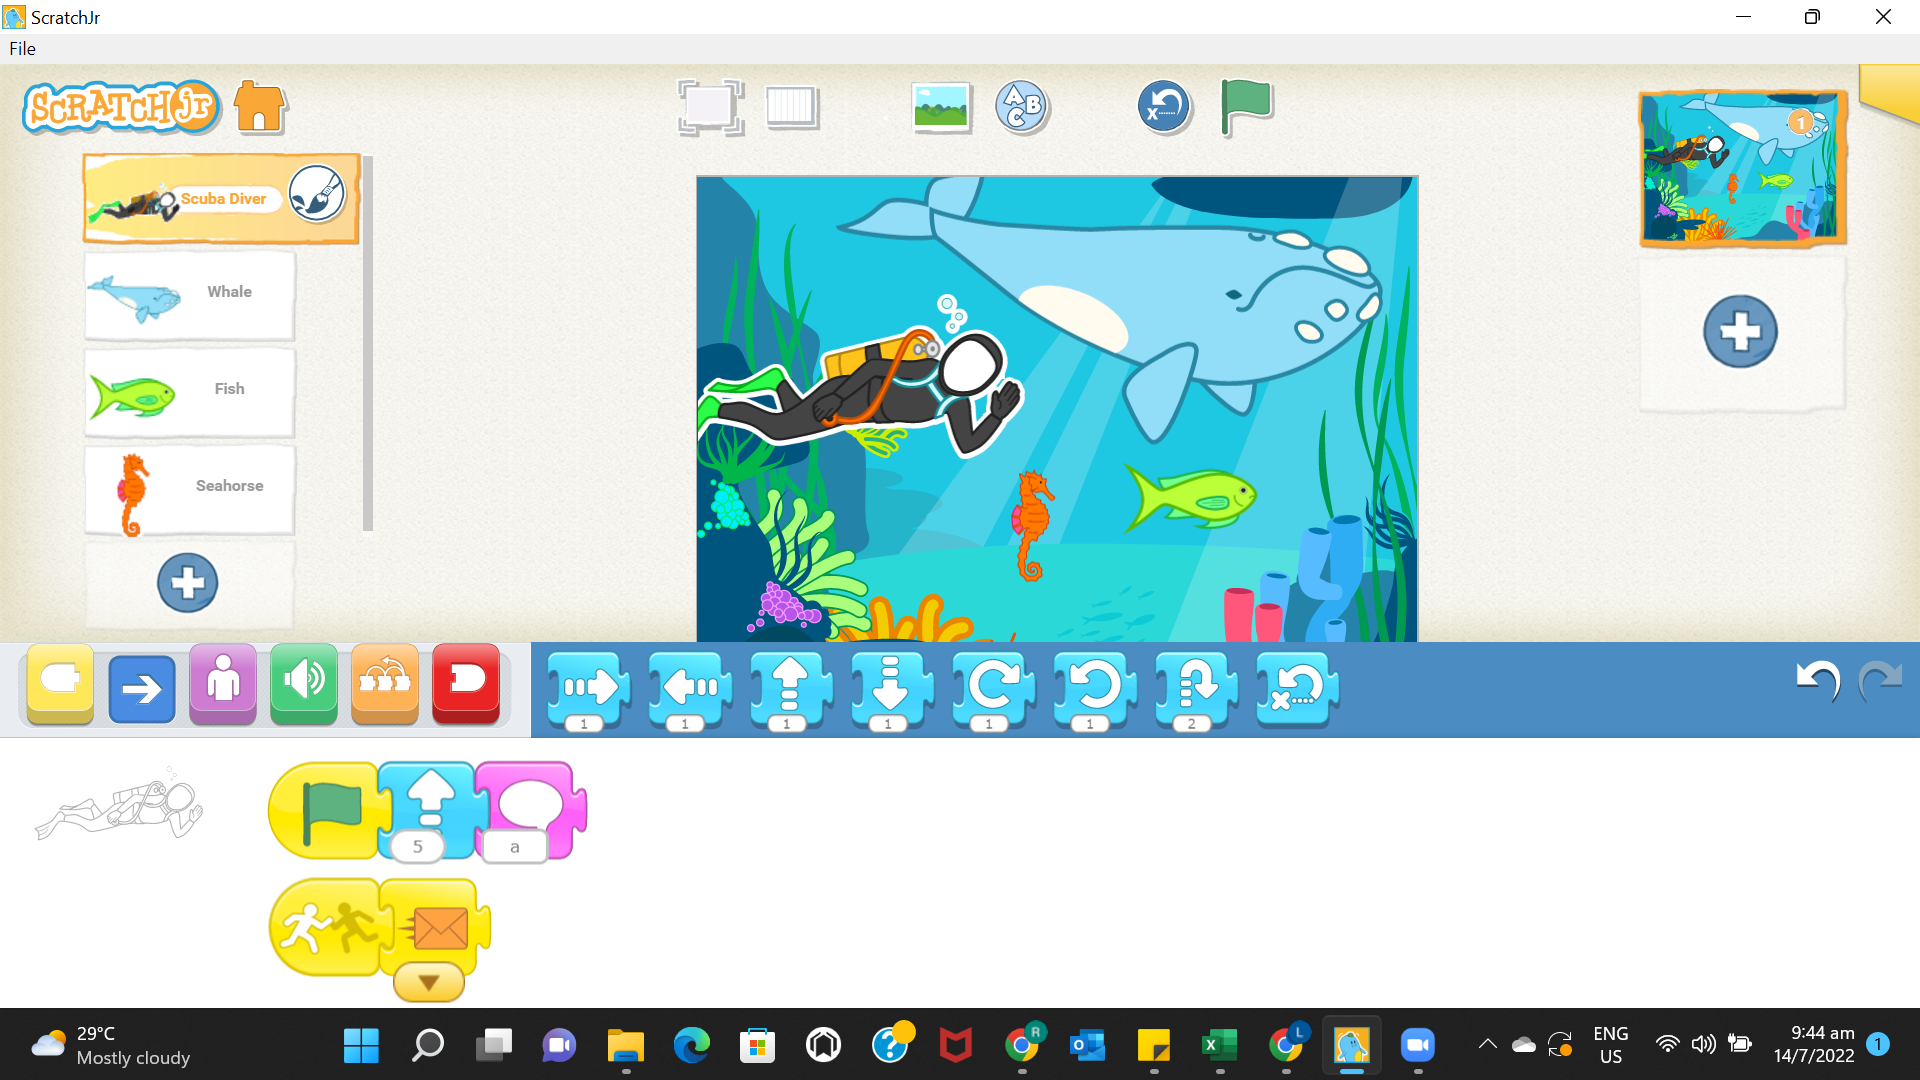 ScratchJr
File
SCRATCHJr
A B C
x
1
Scuba Diver
Whale
Fish
Seahorse
1 1 1 1 1 1 2
x
5 a
29°C
Mostly cloudy
R
L
ENG
US
9:44 am
14/7/2022
1